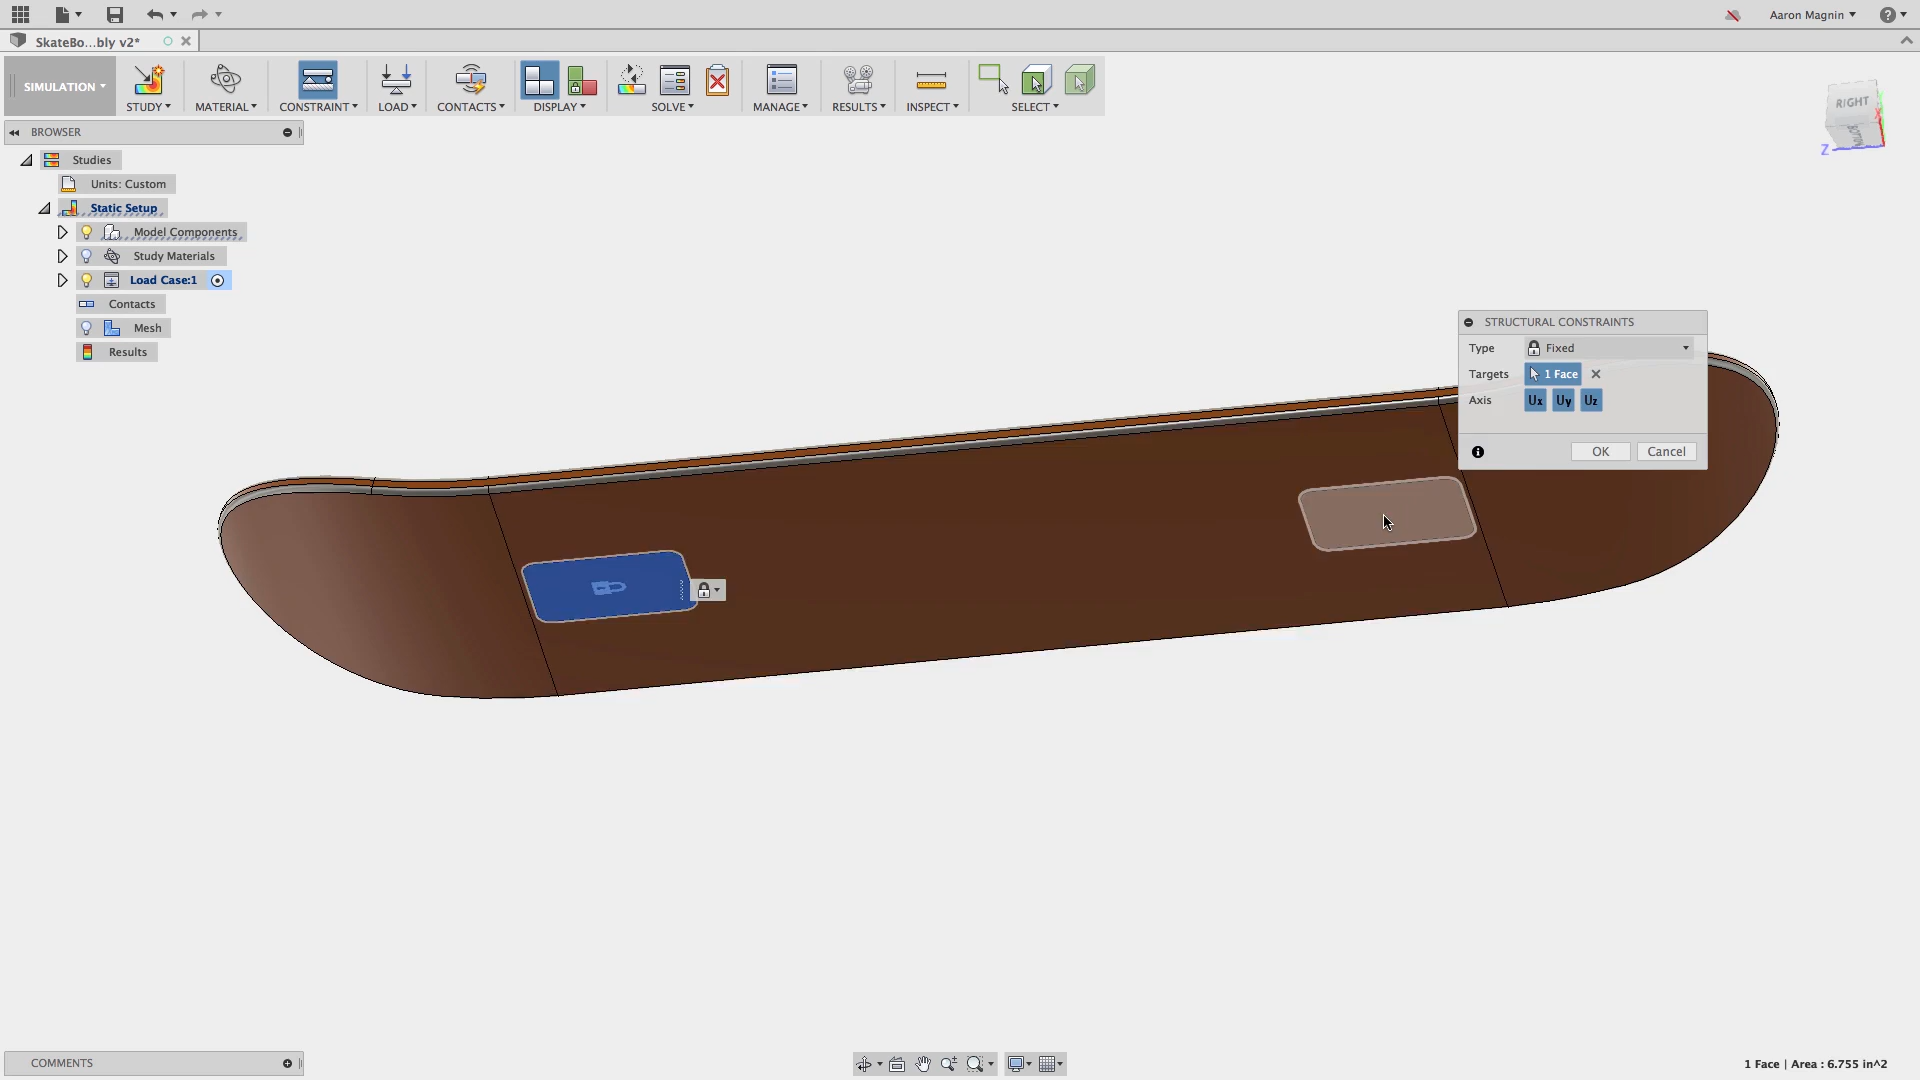 Aaron Magnin
SkateBo...bly v2*
SIMULATION
STUDY
MATERIAL
CONSTRAINT
LOAD
CONTACTS
DISPLAY
SOLVE
MANAGE
RESULTS
INSPECT
SELECT
RIGHT
BOTTOM
X
Y
Z
BROWSER
Studies
Units: Custom
Static Setup
Model Components
Study Materials
Load Case:1
Contacts
Mesh
Results
STRUCTURAL CONSTRAINTS
Type Fixed
Targets 1 Face
Axis Ux Uy Uz
OK Cancel
COMMENTS
1 Face | Area : 6.755 in^2